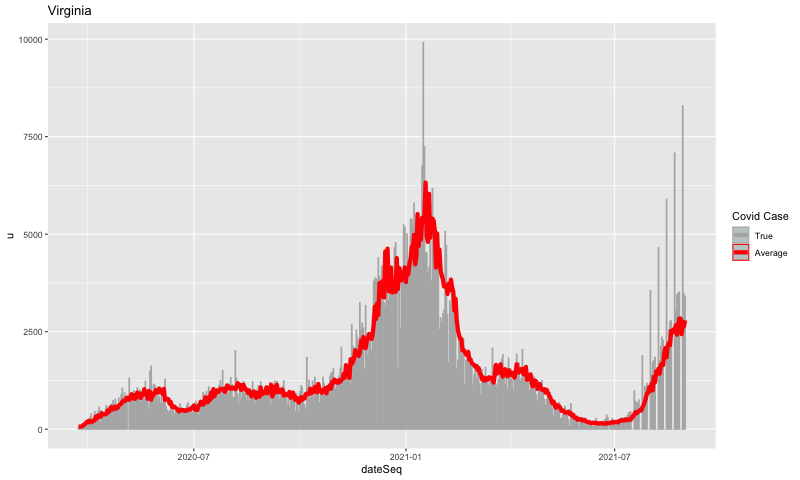 Virginia
10000
7500
5000
2500
0
u
2020-07
2021-01
2021-07
dateSeq
Covid Case
True
Average